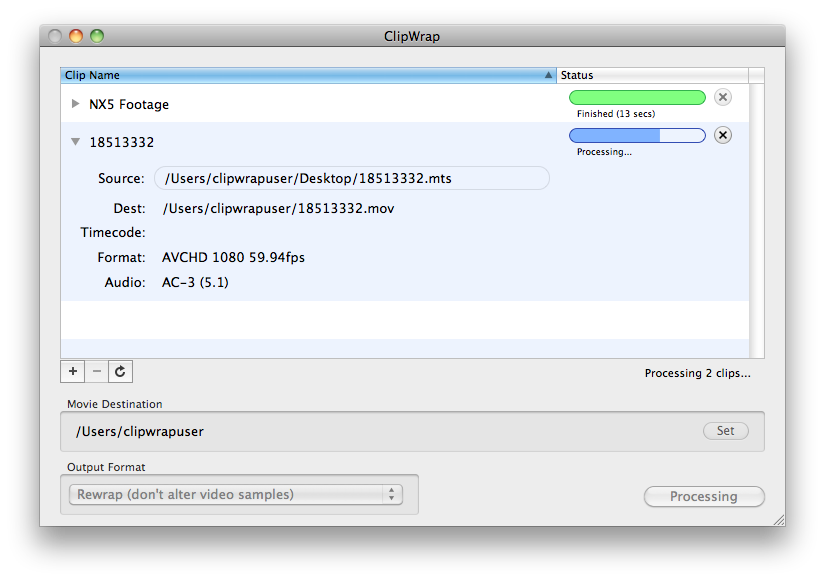 ClipWrap
Clip Name Status
NX5 Footage
Finished (13 secs)
18513332
Processing...
Source: /Users/clipwrapuser/Desktop/18513332.mts
Dest: /Users/clipwrapuser/18513332.mov
Timecode:
Format: AVCHD 1080 59.94fps
Audio: AC-3 (5.1)
Processing 2 clips...
Movie Destination
/Users/clipwrapuser Set
Output Format
Rewrap (don't alter video samples) Processing